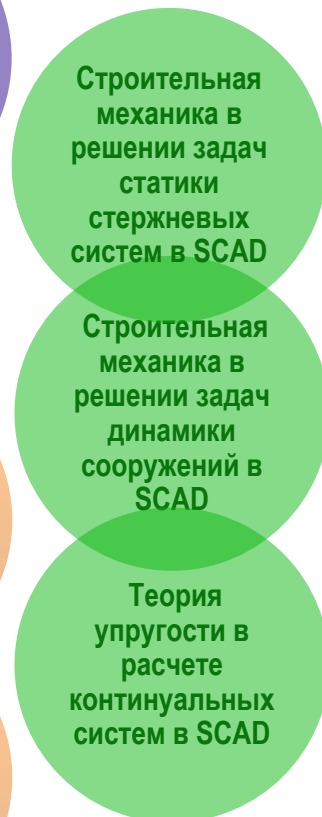 Строительная
механика в
решении задач
статики
стержневых
систем в SCAD
Строительная
механика в
решении задач
динамики
сооружений в
SCAD
Теория
упругости в
расчете
континуальных
систем в SCAD